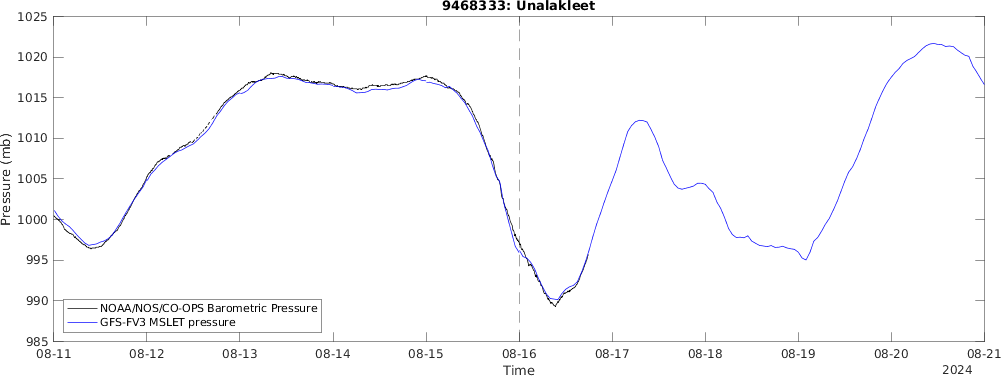 9468333: Unalakleet
Pressure (mb)
1025
1020
1015
1010
1005
1000
995
990
985
NOAA/NOS/CO-OPS Barometric Pressure
GFS-FV3 MSLET pressure
08-11 08-12 08-13 08-14 08-15 08-16 08-17 08-18 08-19 08-20 08-21
Time
2024